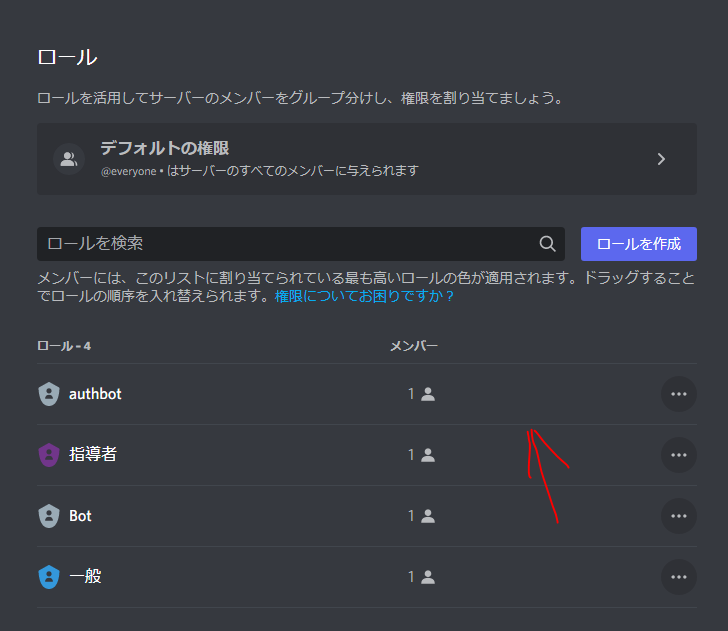 ロール
ロールを活用してサーバーのメンバーをグループ分けし、権限を割り当てましょう。
デフォルトの権限
@everyone • はサーバーのすべてのメンバーに与えられます
ロールを検索
ロールを作成
メンバーには、このリストに割り当てられている最も高いロールの色が適用されます。ドラッグすること
でロールの順序を入れ替えられます。権限についてお困りですか？
ロール - 4 メンバー
authbot 1
指導者 1
Bot 1
一般 1